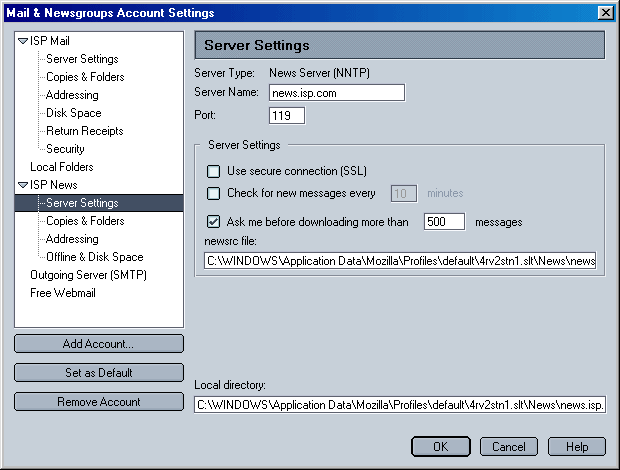 Mail & Newsgroups Account Settings
ISP Mail
Server Settings
Copies & Folders
Addressing
Disk Space
Return Receipts
Security
Local Folders
ISP News
Server Settings
Copies & Folders
Addressing
Offline & Disk Space
Outgoing Server (SMTP)
Free Webmail
Add Account...
Set as Default
Remove Account
Server Settings
Server Type: News Server (NNTP)
Server Name: news.isp.com
Port: 119
Server Settings
Use secure connection (SSL)
Check for new messages every 10 minutes
Ask me before downloading more than 500 messages
newsrc file:
C:\WINDOWS\Application Data\Mozilla\Profiles\default\4rv2stn1.slt\News\news
Local directory:
C:\WINDOWS\Application Data\Mozilla\Profiles\default\4rv2stn1.slt\News\news.isp.
OK Cancel Help